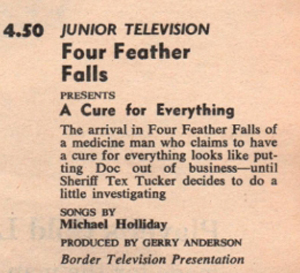 4.50 JUNIOR TELEVISION
Four Feather
Falls
PRESENTS
A Cure for Everything
The arrival in Four Feather Falls of
a medicine man who claims to have
a cure for everything looks like put-
ting Doc out of business—until
Sheriff Tex Tucker decides to do a
little investigating
SONGS BY
Michael Holliday
PRODUCED BY GERRY ANDERSON
Border Television Presentation